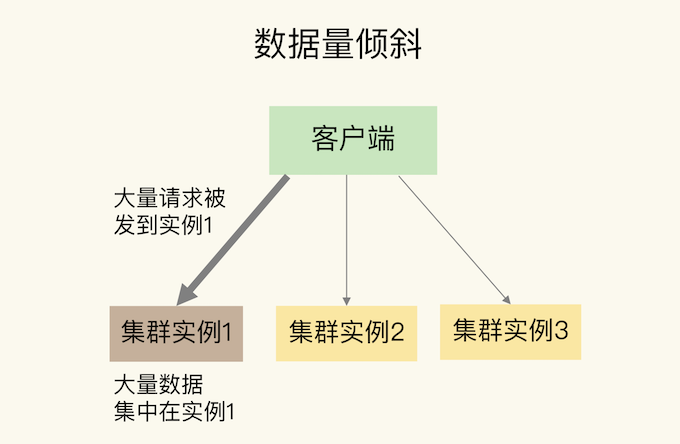 数据量倾斜
客户端
大量请求被
发到实例1
集群实例1
集群实例2
集群实例3
大量数据
集中在实例1